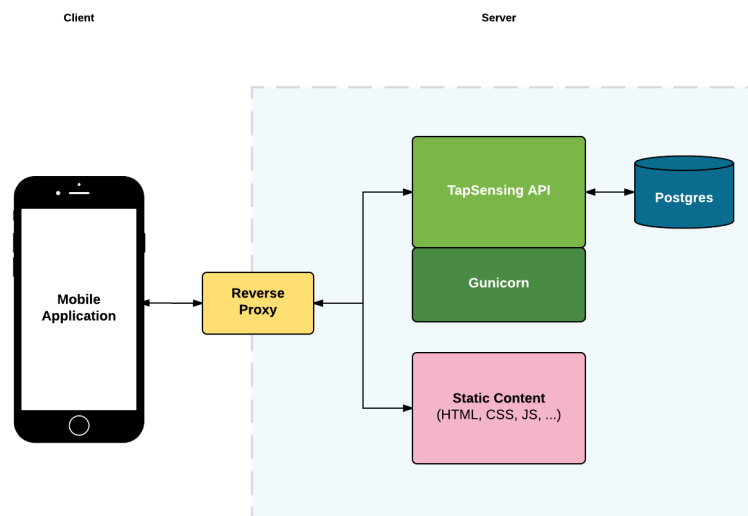 Client
Server
TapSensing API
Postgres
Mobile
Application
Reverse
Proxy
Gunicorn
Static Content
(HTML, CSS, JS, ...)